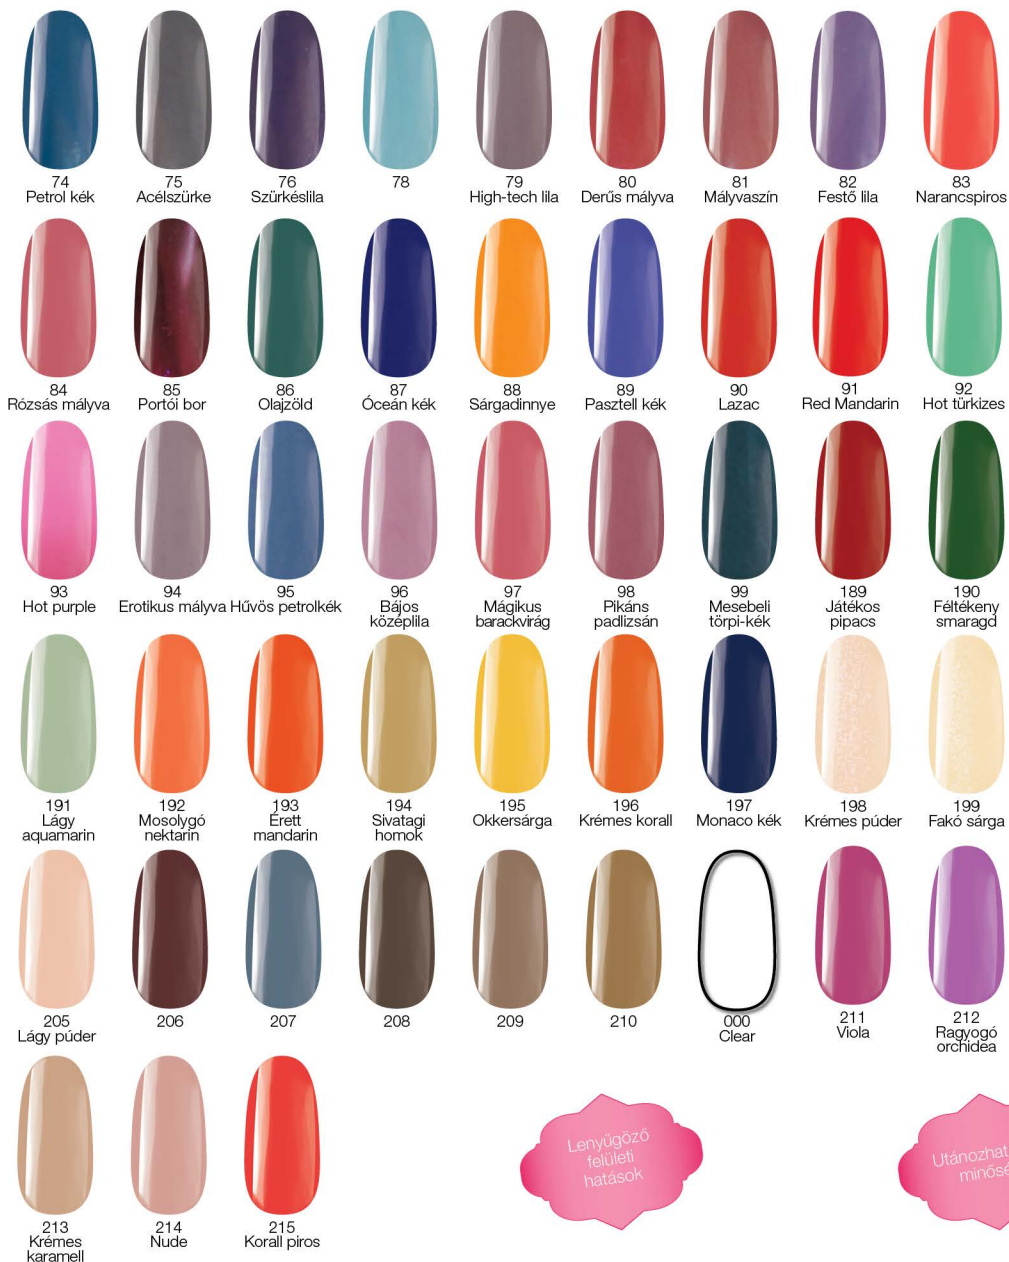 74 75 76 78 79 80 81 82 83
Petrol kék Acélszürke Szürkéslila High-tech lila Derűs mályva Mályvaszín Festő lila Narancspiros
84 85 86 87 88 89 90 91 92
Rózsás mályva Portói bor Olajzöld Óceán kék Sárgadinnye Pasztell kék Lazac Red Mandarin Hot türkizes
93 94 95 96 97 98 99 189 190
Hot purple Erotikus mályva Hűvös petrolkék Bájos Mágikus Pikáns Mesebeli Játékos Féltékeny
középlila barackvirág padlizsán törpi-kék pipacs smaragd
191 192 193 194 195 196 197 198 199
Lágy Mosolygó Érett Sivatagi Okkersárga Krémes korall Monaco kék Krémes púder Fakó sárga
aquamarin nektarin mandarin homok
205 206 207 208 209 210 000 211 212
Lágy púder Clear Viola Ragyogó
orchidea
213 214 215
Krémes Nude Korall piros
karamell
Lenyűgöző
felületi
hatások
Utánozhat
minősé